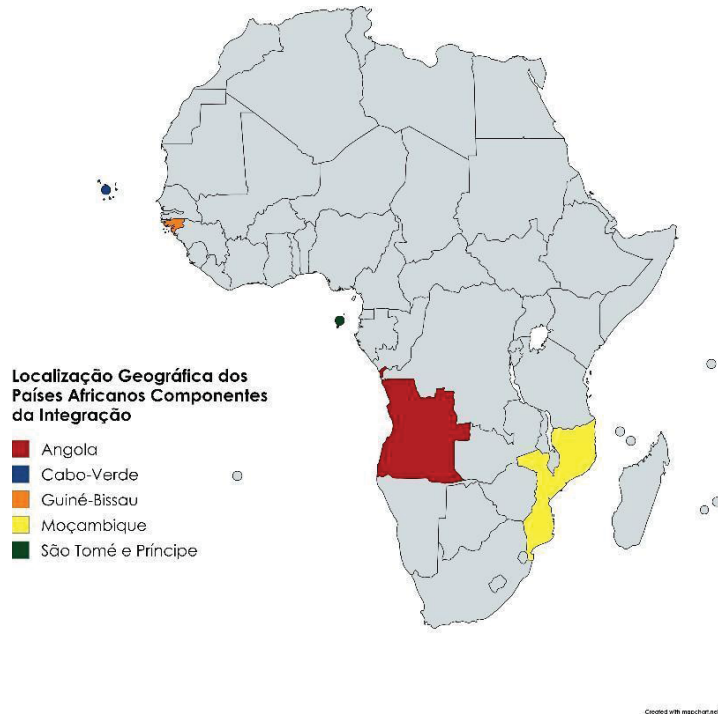 Localização Geográfica dos
Países Africanos Componentes
da Integração
Angola
Cabo-Verde
Guiné-Bissau
Moçambique
São Tomé e Príncipe
Created with mapchart.net